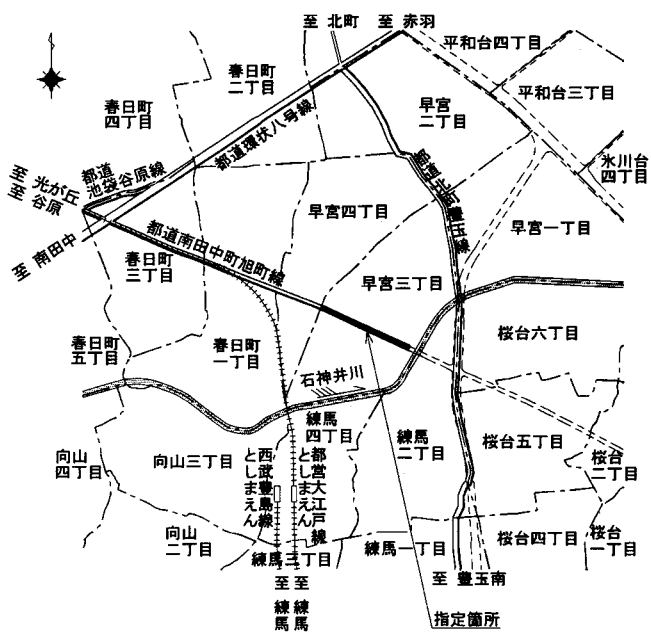 至 北町
至 赤羽
平和台四丁目
春日町
二丁目
春日町
四丁目
平和台三丁目
早宮
二丁目
都道環状八号線
氷川台
四丁目
都道
池袋谷原線
至 光が丘
至 谷原
都道北町豊玉線
早宮四丁目
早宮一丁目
至 南田中
都道南田中町旭町線
春日町
三丁目
早宮三丁目
桜台六丁目
春日町
五丁目
春日町
一丁目
石神井川
練馬
四丁目
練馬
二丁目
桜台五丁目
向山
四丁目
向山三丁目
西武豊島線
としまえん
都営大江戸線
としまえん
桜台
二丁目
向山
二丁目
練馬三丁目
練馬一丁目
桜台四丁目
桜台
一丁目
至 練馬
至 練馬
至 豊玉南
指定箇所